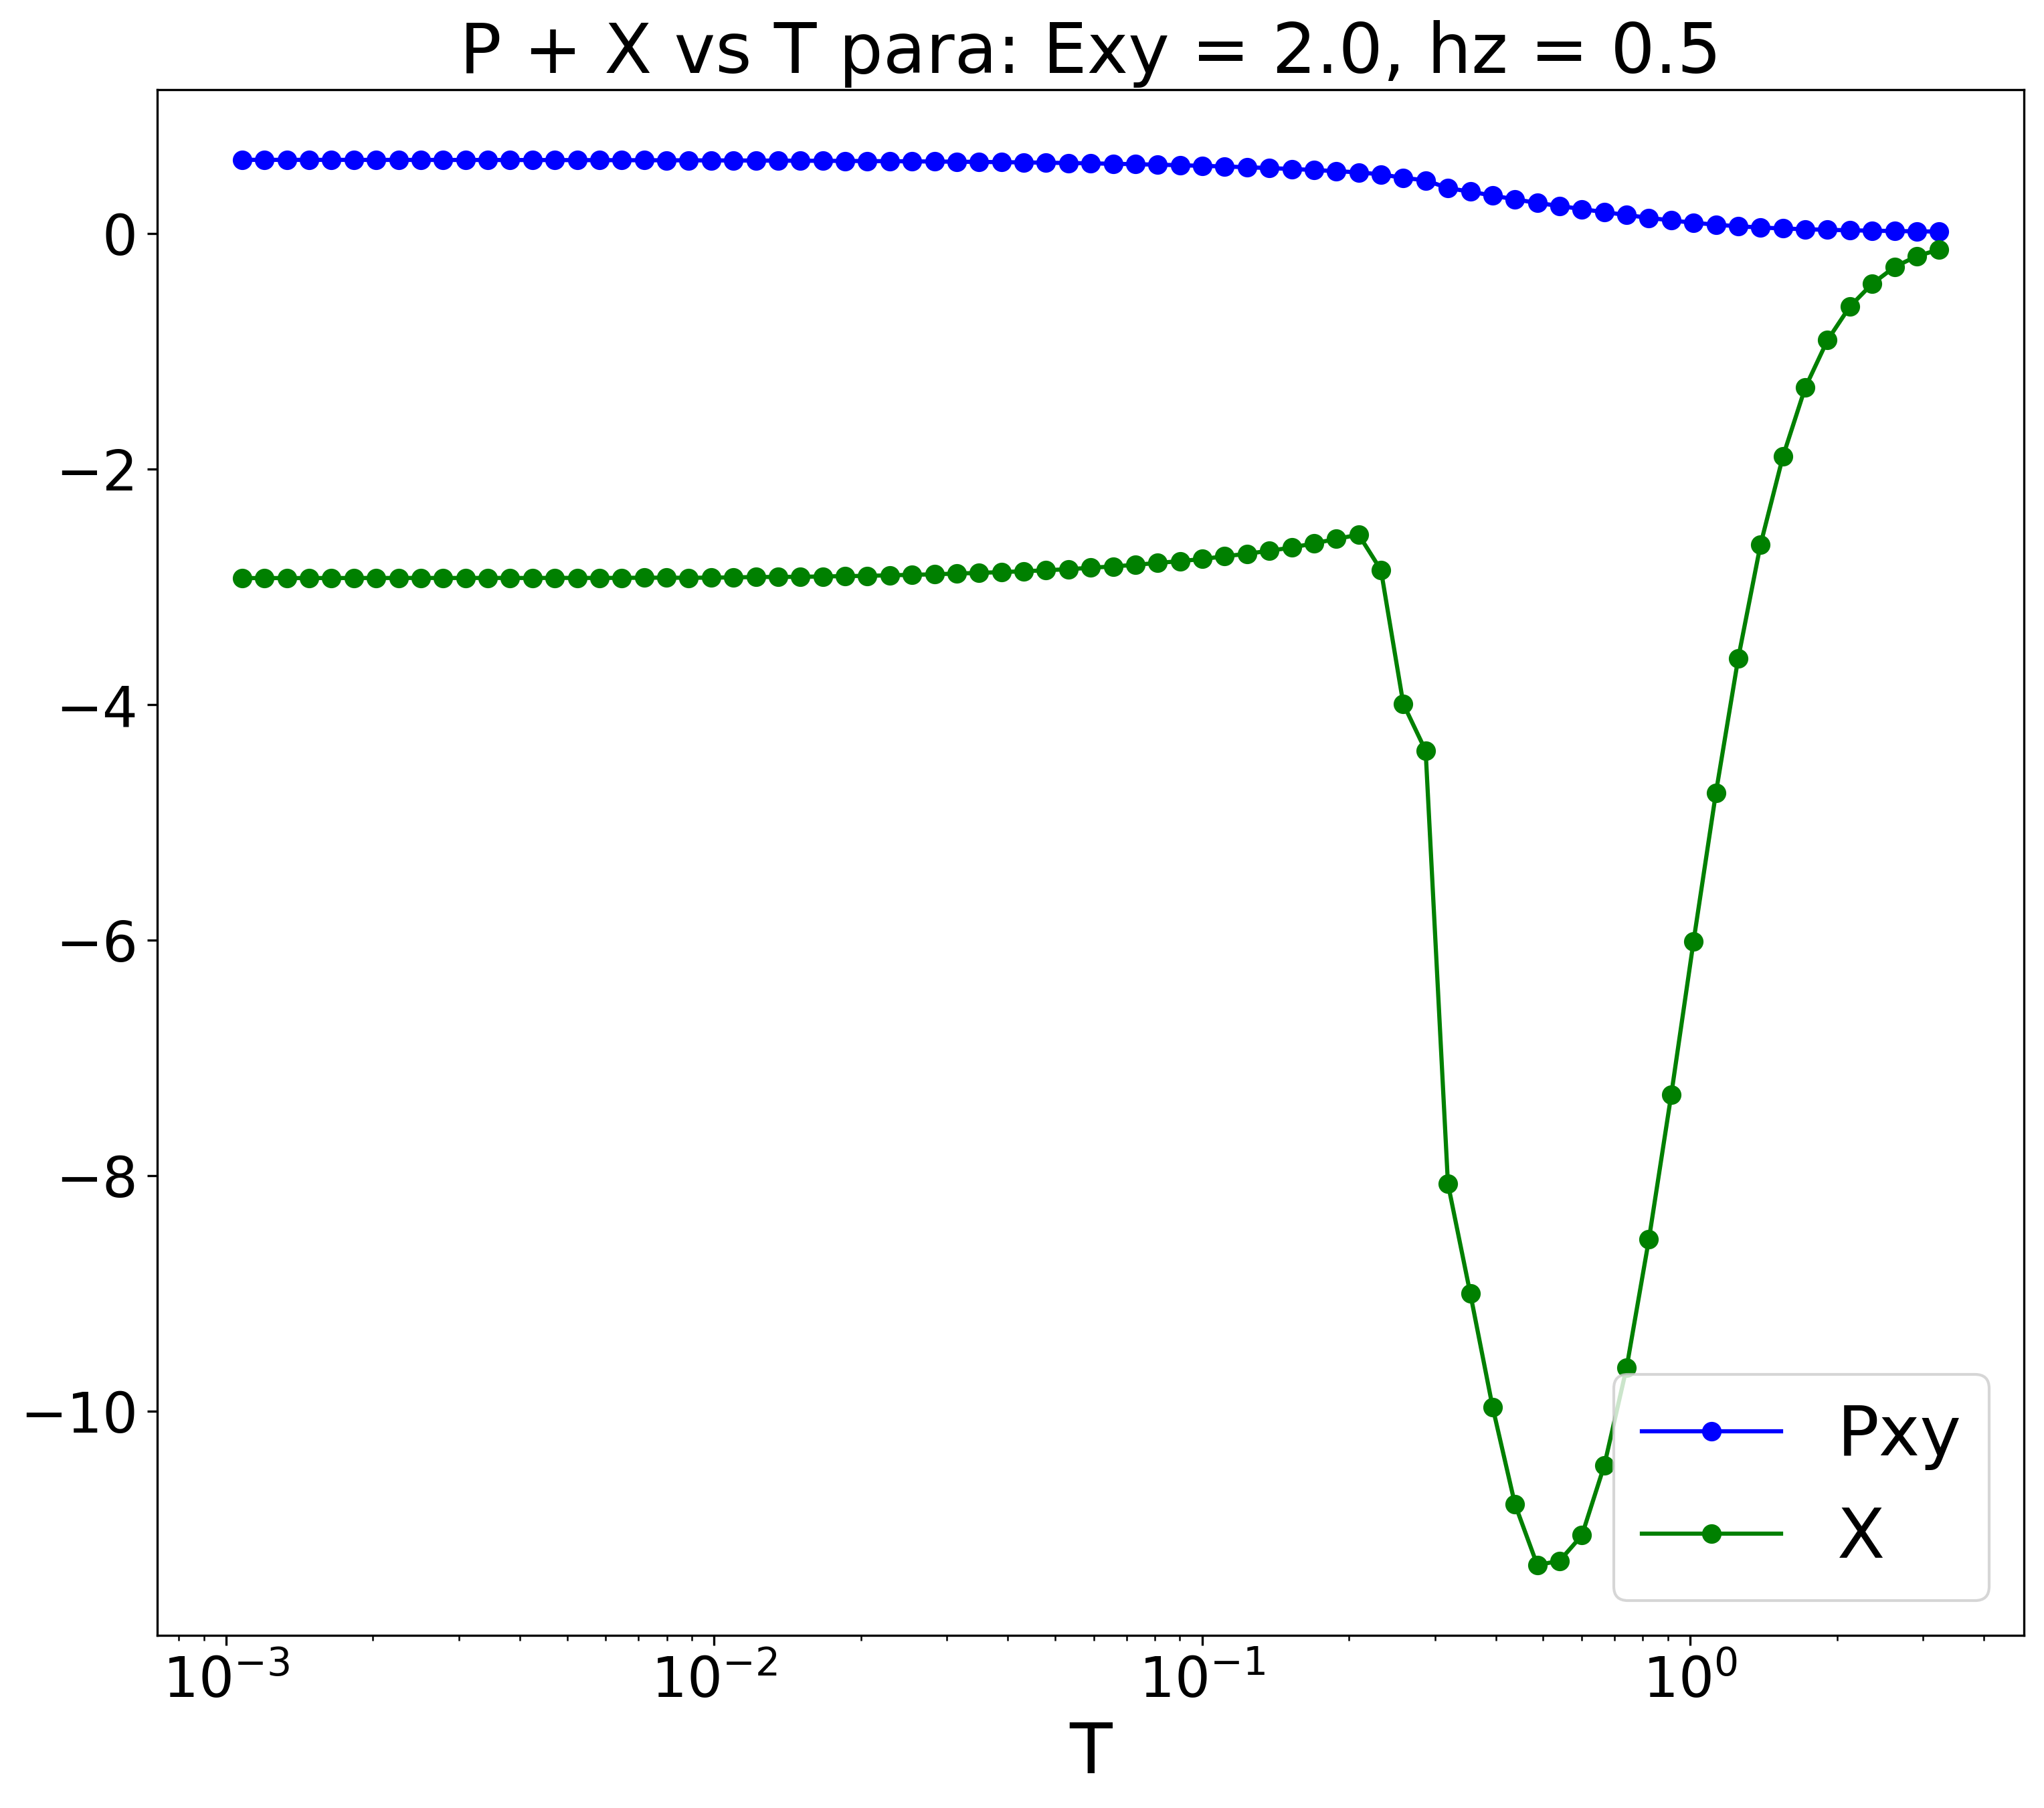 P + X vs T para: Exy = 2.0, hz = 0.5
0
−2
−4
−6
−8
−10
Pxy
X
10⁻³ 10⁻² 10⁻¹ 10⁰
T